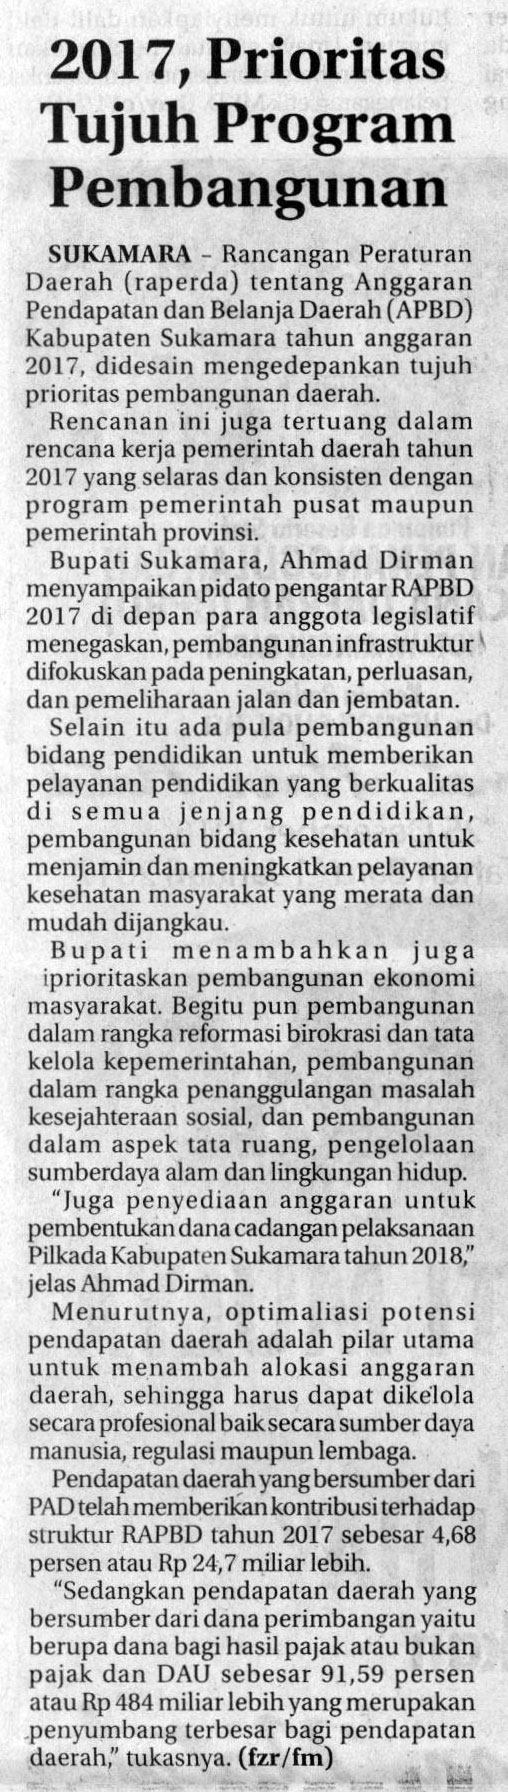 2017, Prioritas
Tujuh Program
Pembangunan
SUKAMARA – Rancangan Peraturan
Daerah (raperda) tentang Anggaran
Pendapatan dan Belanja Daerah (APBD)
Kabupaten Sukamara tahun anggaran
2017, didesain mengedepankan tujuh
prioritas pembangunan daerah.
Rencanan ini juga tertuang dalam
rencana kerja pemerintah daerah tahun
2017 yang selaras dan konsisten dengan
program pemerintah pusat maupun
pemerintah provinsi.
Bupati Sukamara, Ahmad Dirman
menyampaikan pidato pengantar RAPBD
2017 di depan para anggota legislatif
menegaskan, pembangunan infrastruktur
difokuskan pada peningkatan, perluasan,
dan pemeliharaan jalan dan jembatan.
Selain itu ada pula pembangunan
bidang pendidikan untuk memberikan
pelayanan pendidikan yang berkualitas
di semua jenjang pendidikan,
pembangunan bidang kesehatan untuk
menjamin dan meningkatkan pelayanan
kesehatan masyarakat yang merata dan
mudah dijangkau.
Bupati menambahkan juga
iprioritaskan pembangunan ekonomi
masyarakat. Begitu pun pembangunan
dalam rangka reformasi birokrasi dan tata
kelola kepemerintahan, pembangunan
dalam rangka penanggulangan masalah
kesejahteraan sosial, dan pembangunan
dalam aspek tata ruang, pengelolaan
sumberdaya alam dan lingkungan hidup.
“Juga penyediaan anggaran untuk
pembentukan dana cadangan pelaksanaan
Pilkada Kabupaten Sukamara tahun 2018,”
jelas Ahmad Dirman.
Menurutnya, optimaliasi potensi
pendapatan daerah adalah pilar utama
untuk menambah alokasi anggaran
daerah, sehingga harus dapat dikelola
secara profesional baik secara sumber daya
manusia, regulasi maupun lembaga.
Pendapatan daerah yang bersumber dari
PAD telah memberikan kontribusi terhadap
struktur RAPBD tahun 2017 sebesar 4,68
persen atau Rp 24,7 miliar lebih.
“Sedangkan pendapatan daerah yang
bersumber dari dana perimbangan yaitu
berupa dana bagi hasil pajak atau bukan
pajak dan DAU sebesar 91,59 persen
atau Rp 484 miliar lebih yang merupakan
penyumbang terbesar bagi pendapatan
daerah,” tukasnya. (fzr/fm)